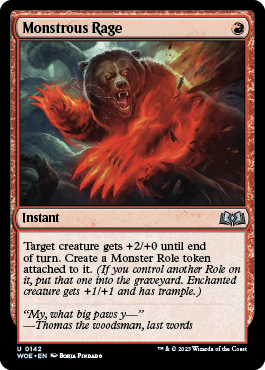 Monstrous Rage
Instant
Target creature gets +2/+0 until end
of turn. Create a Monster Role token
attached to it. (If you control another Role on
it, put that one into the graveyard. Enchanted
creature gets +1/+1 and has trample.)
“My, what big paws y—”
—Thomas the woodsman, last words
U 0142
WOE • EN Borja Pindado
™ & © 2023 Wizards of the Coast